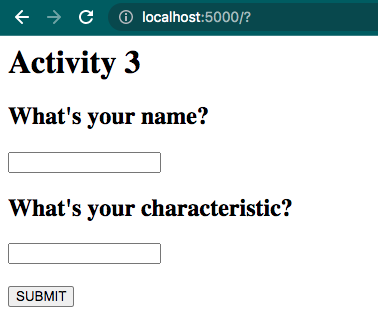 localhost:5000/?
Activity 3
What's your name?
What's your characteristic?
SUBMIT